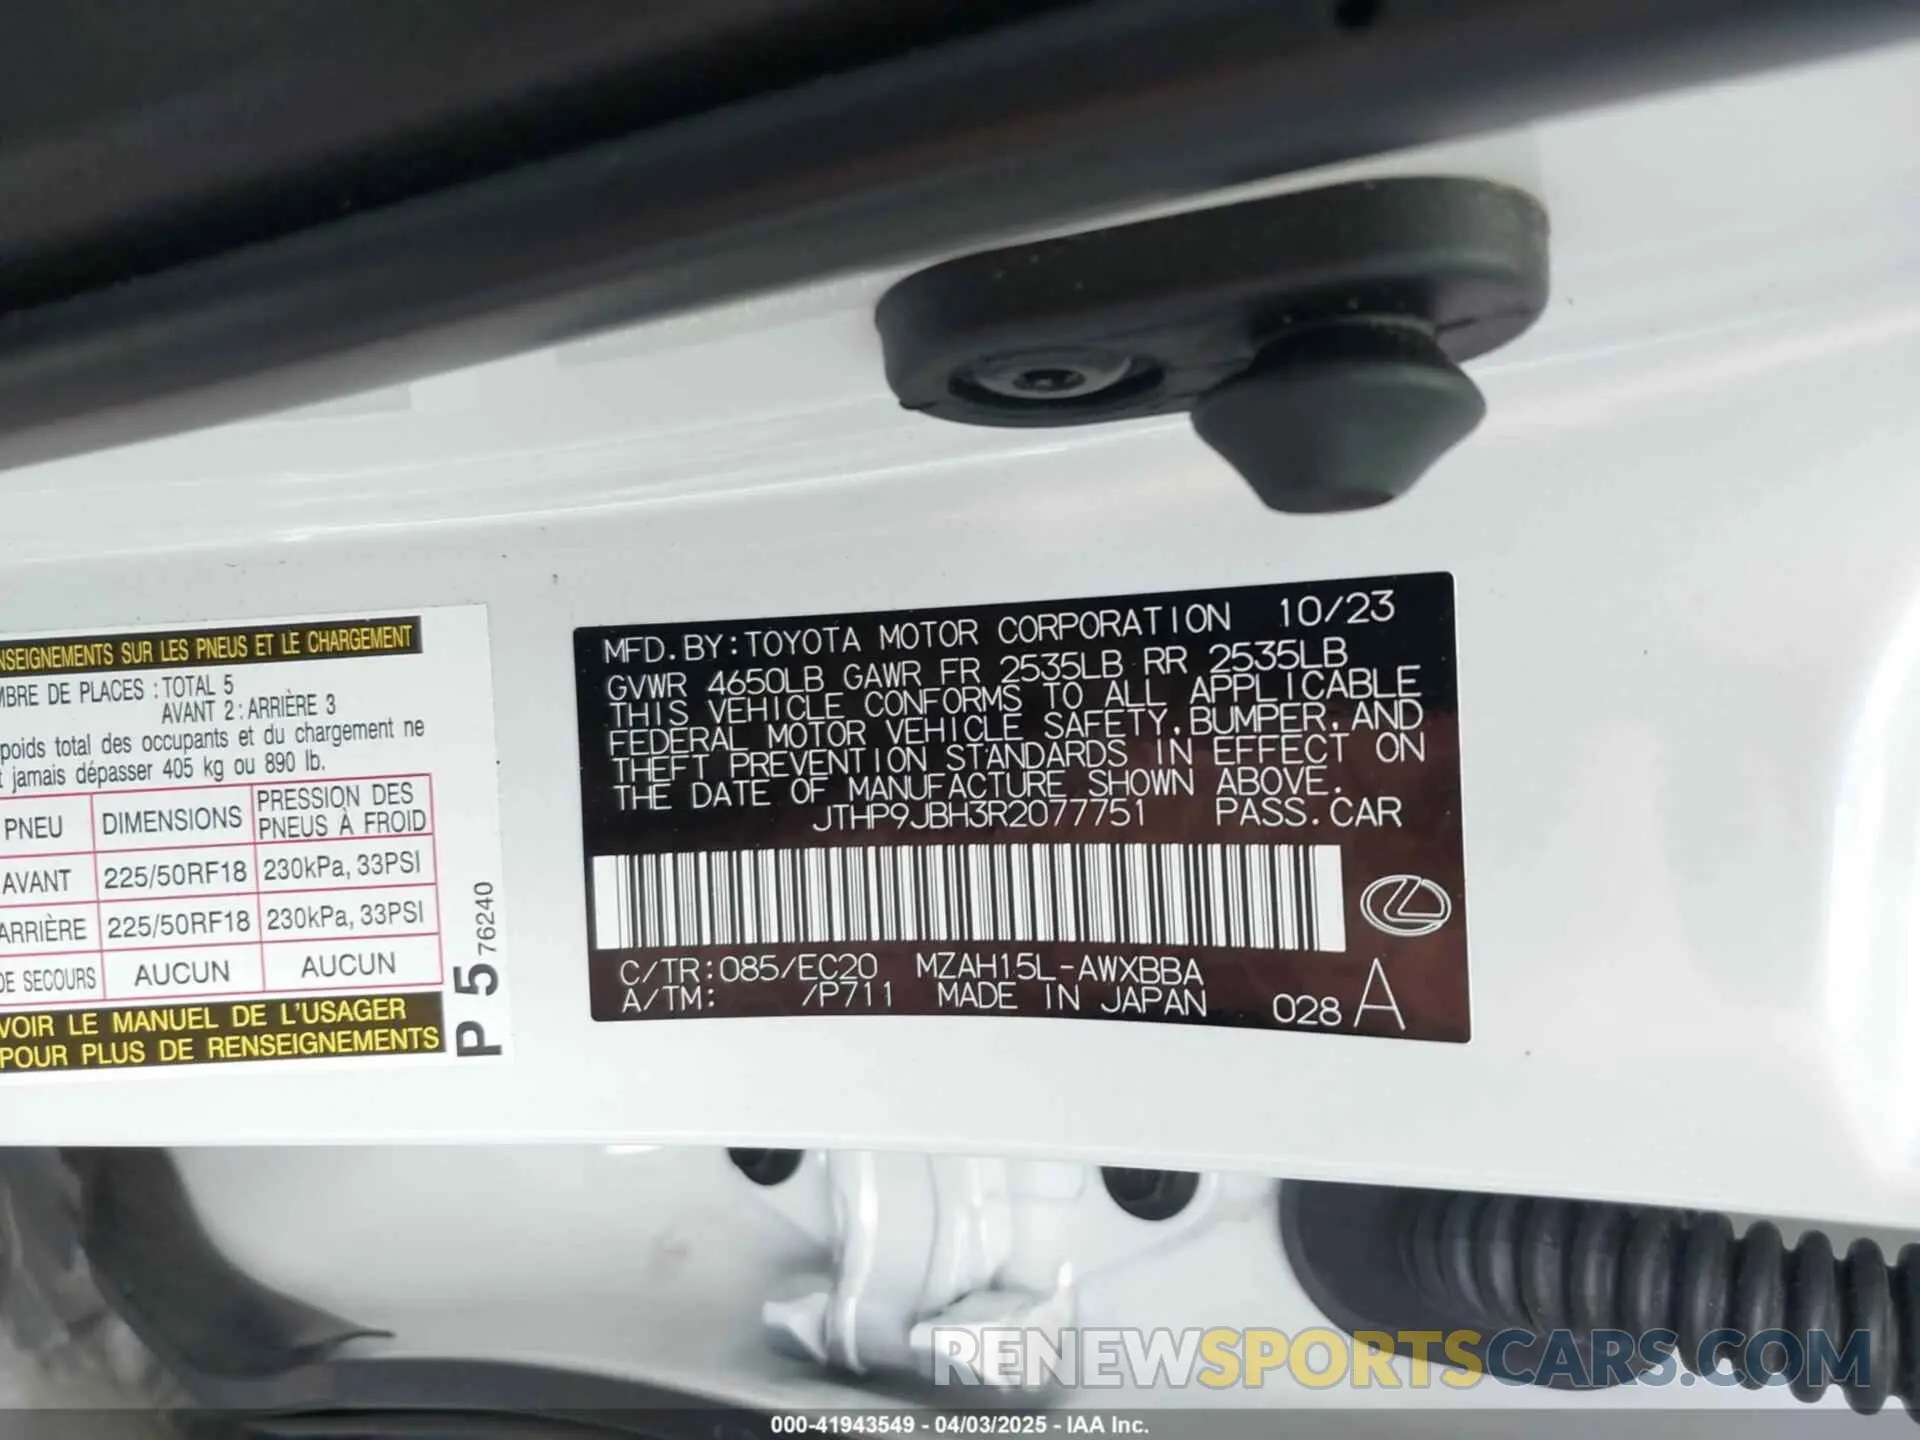 NSEIGNEMENTS SUR LES PNEUS ET LE CHARGEMENT
MBRE DE PLACES : TOTAL 5
AVANT 2 : ARRIÈRE 3
poids total des occupants et du chargement ne
t jamais dépasser 405 kg ou 890 lb.
PNEU DIMENSIONS PRESSION DES PNEUS À FROID
AVANT 225/50RF18 230kPa, 33PSI
ARRIÈRE 225/50RF18 230kPa, 33PSI
DE SECOURS AUCUN AUCUN
VOIR LE MANUEL DE L'USAGER
POUR PLUS DE RENSEIGNEMENTS
P 5 76240
MFD. BY: TOYOTA MOTOR CORPORATION 10/23
GVWR 4650LB GAWR FR 2535LB RR 2535LB
THIS VEHICLE CONFORMS TO ALL APPLICABLE
FEDERAL MOTOR VEHICLE SAFETY, BUMPER, AND
THEFT PREVENTION STANDARDS IN EFFECT ON
THE DATE OF MANUFACTURE SHOWN ABOVE.
JTHP9JBH3R2077751 PASS. CAR
C/TR: 085/EC20 MZAH15L-AWXBBA
A/TM: /P711 MADE IN JAPAN 028 A
RENEWSPORTSCARS.COM
000-41943549 - 04/03/2025 - IAA Inc.